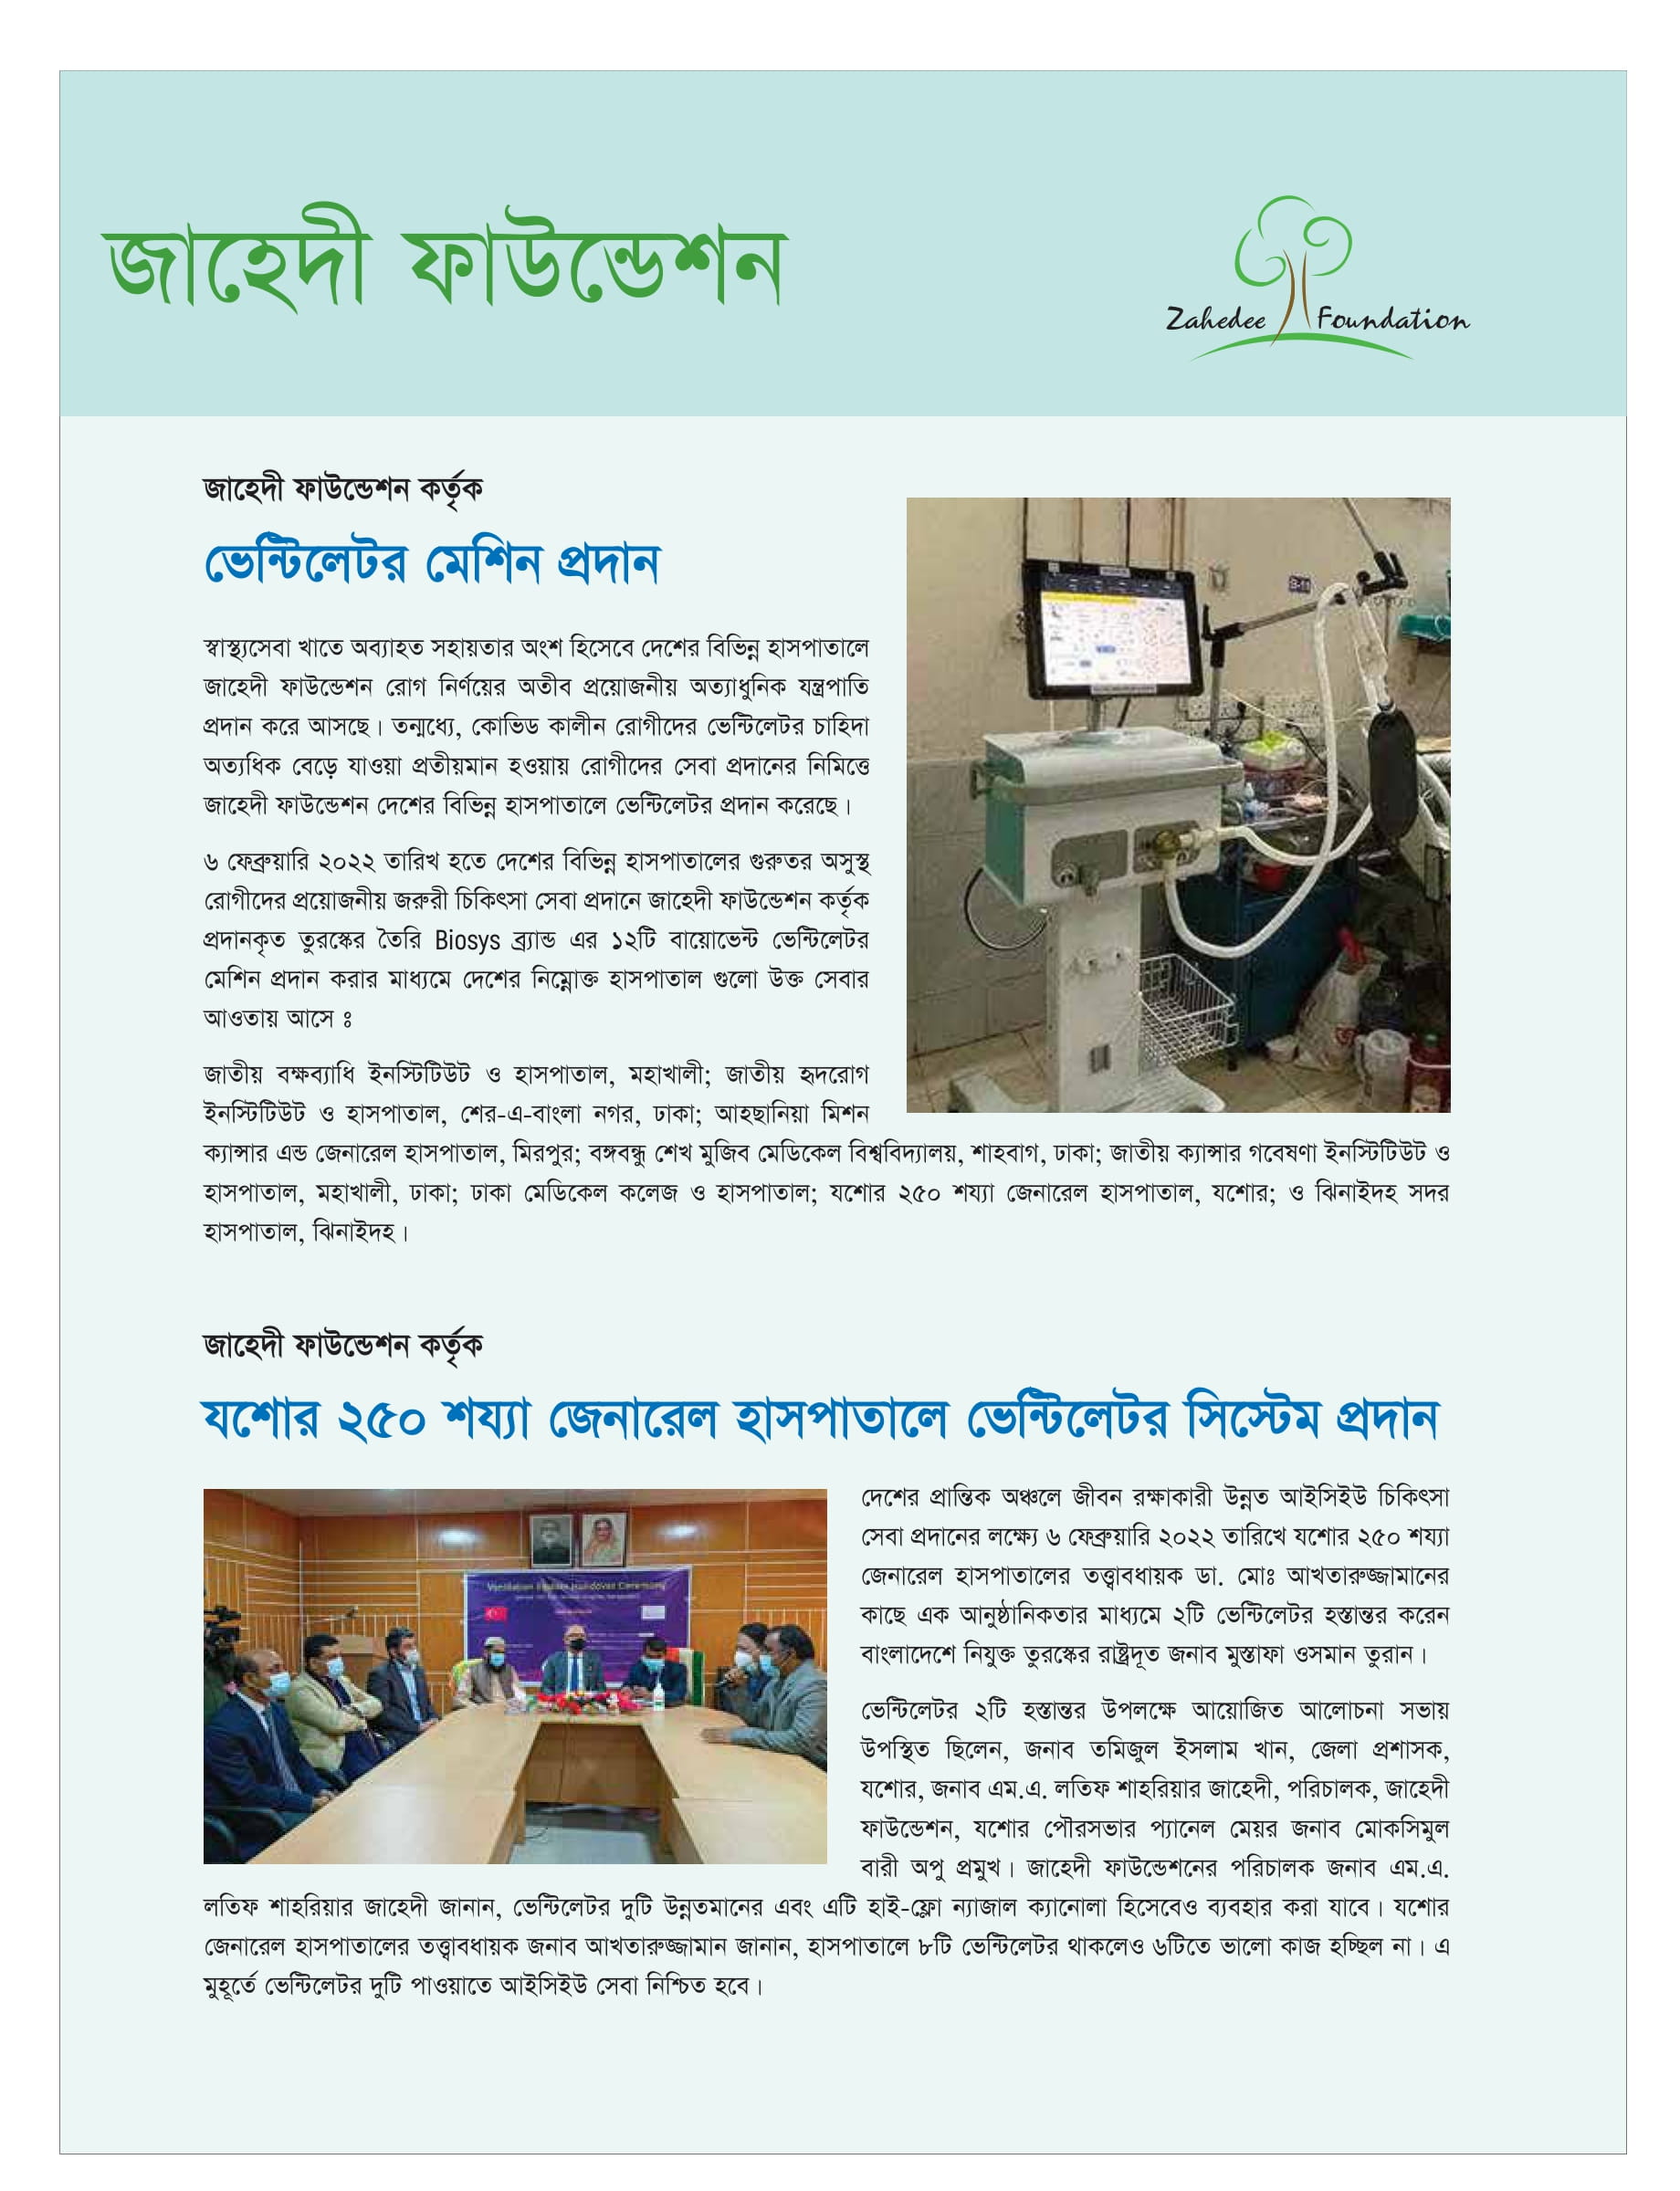 জাহেদী ফাউন্ডেশন
Zahedee Foundation
জাহেদী ফাউন্ডেশন কর্তৃক
ভেন্টিলেটর মেশিন প্রদান
স্বাস্থ্যসেবা খাতে অব্যাহত সহায়তার অংশ হিসেবে দেশের বিভিন্ন হাসপাতালে
জাহেদী ফাউন্ডেশন রোগ নির্ণয়ের অতীব প্রয়োজনীয় অত্যাধুনিক যন্ত্রপাতি
প্রদান করে আসছে। তন্মধ্যে, কোভিড কালীন রোগীদের ভেন্টিলেটর চাহিদা
অত্যধিক বেড়ে যাওয়া প্রতীয়মান হওয়ায় রোগীদের সেবা প্রদানের নিমিত্তে
জাহেদী ফাউন্ডেশন দেশের বিভিন্ন হাসপাতালে ভেন্টিলেটর প্রদান করেছে।
৬ ফেব্রুয়ারি ২০২২ তারিখ হতে দেশের বিভিন্ন হাসপাতালের গুরুতর অসুস্থ
রোগীদের প্রয়োজনীয় জরুরী চিকিৎসা সেবা প্রদানে জাহেদী ফাউন্ডেশন কর্তৃক
প্রদানকৃত তুরস্কের তৈরি Biosys ব্র্যান্ড এর ১২টি বায়োভেন্ট ভেন্টিলেটর
মেশিন প্রদান করার মাধ্যমে দেশের নিম্নোক্ত হাসপাতাল গুলো উক্ত সেবার
আওতায় আসে ঃ
জাতীয় বক্ষব্যাধি ইনস্টিটিউট ও হাসপাতাল, মহাখালী; জাতীয় হৃদরোগ
ইনস্টিটিউট ও হাসপাতাল, শের-এ-বাংলা নগর, ঢাকা; আহছানিয়া মিশন
ক্যান্সার এন্ড জেনারেল হাসপাতাল, মিরপুর; বঙ্গবন্ধু শেখ মুজিব মেডিকেল বিশ্ববিদ্যালয়, শাহবাগ, ঢাকা; জাতীয় ক্যান্সার গবেষণা ইনস্টিটিউট ও
হাসপাতাল, মহাখালী, ঢাকা; ঢাকা মেডিকেল কলেজ ও হাসপাতাল; যশোর ২৫০ শয্যা জেনারেল হাসপাতাল, যশোর; ও ঝিনাইদহ সদর
হাসপাতাল, ঝিনাইদহ।
জাহেদী ফাউন্ডেশন কর্তৃক
যশোর ২৫০ শয্যা জেনারেল হাসপাতালে ভেন্টিলেটর সিস্টেম প্রদান
Ventilation System Handover Ceremony
দেশের প্রান্তিক অঞ্চলে জীবন রক্ষাকারী উন্নত আইসিইউ চিকিৎসা
সেবা প্রদানের লক্ষ্যে ৬ ফেব্রুয়ারি ২০২২ তারিখে যশোর ২৫০ শয্যা
জেনারেল হাসপাতালের তত্ত্বাবধায়ক ডা. মোঃ আখতারুজ্জামানের
কাছে এক আনুষ্ঠানিকতার মাধ্যমে ২টি ভেন্টিলেটর হস্তান্তর করেন
বাংলাদেশে নিযুক্ত তুরস্কের রাষ্ট্রদূত জনাব মুস্তাফা ওসমান তুরান।
ভেন্টিলেটর ২টি হস্তান্তর উপলক্ষে আয়োজিত আলোচনা সভায়
উপস্থিত ছিলেন, জনাব তমিজুল ইসলাম খান, জেলা প্রশাসক,
যশোর, জনাব এম.এ. লতিফ শাহরিয়ার জাহেদী, পরিচালক, জাহেদী
ফাউন্ডেশন, যশোর পৌরসভার প্যানেল মেয়র জনাব মোকসিমুল
বারী অপু প্রমুখ। জাহেদী ফাউন্ডেশনের পরিচালক জনাব এম.এ.
লতিফ শাহরিয়ার জাহেদী জানান, ভেন্টিলেটর দুটি উন্নতমানের এবং এটি হাই-ফ্লো ন্যাজাল ক্যানোলা হিসেবেও ব্যবহার করা যাবে। যশোর
জেনারেল হাসপাতালের তত্ত্বাবধায়ক জনাব আখতারুজ্জামান জানান, হাসপাতালে ৮টি ভেন্টিলেটর থাকলেও ৬টিতে ভালো কাজ হচ্ছিল না। এ
মুহূর্তে ভেন্টিলেটর দুটি পাওয়াতে আইসিইউ সেবা নিশ্চিত হবে।